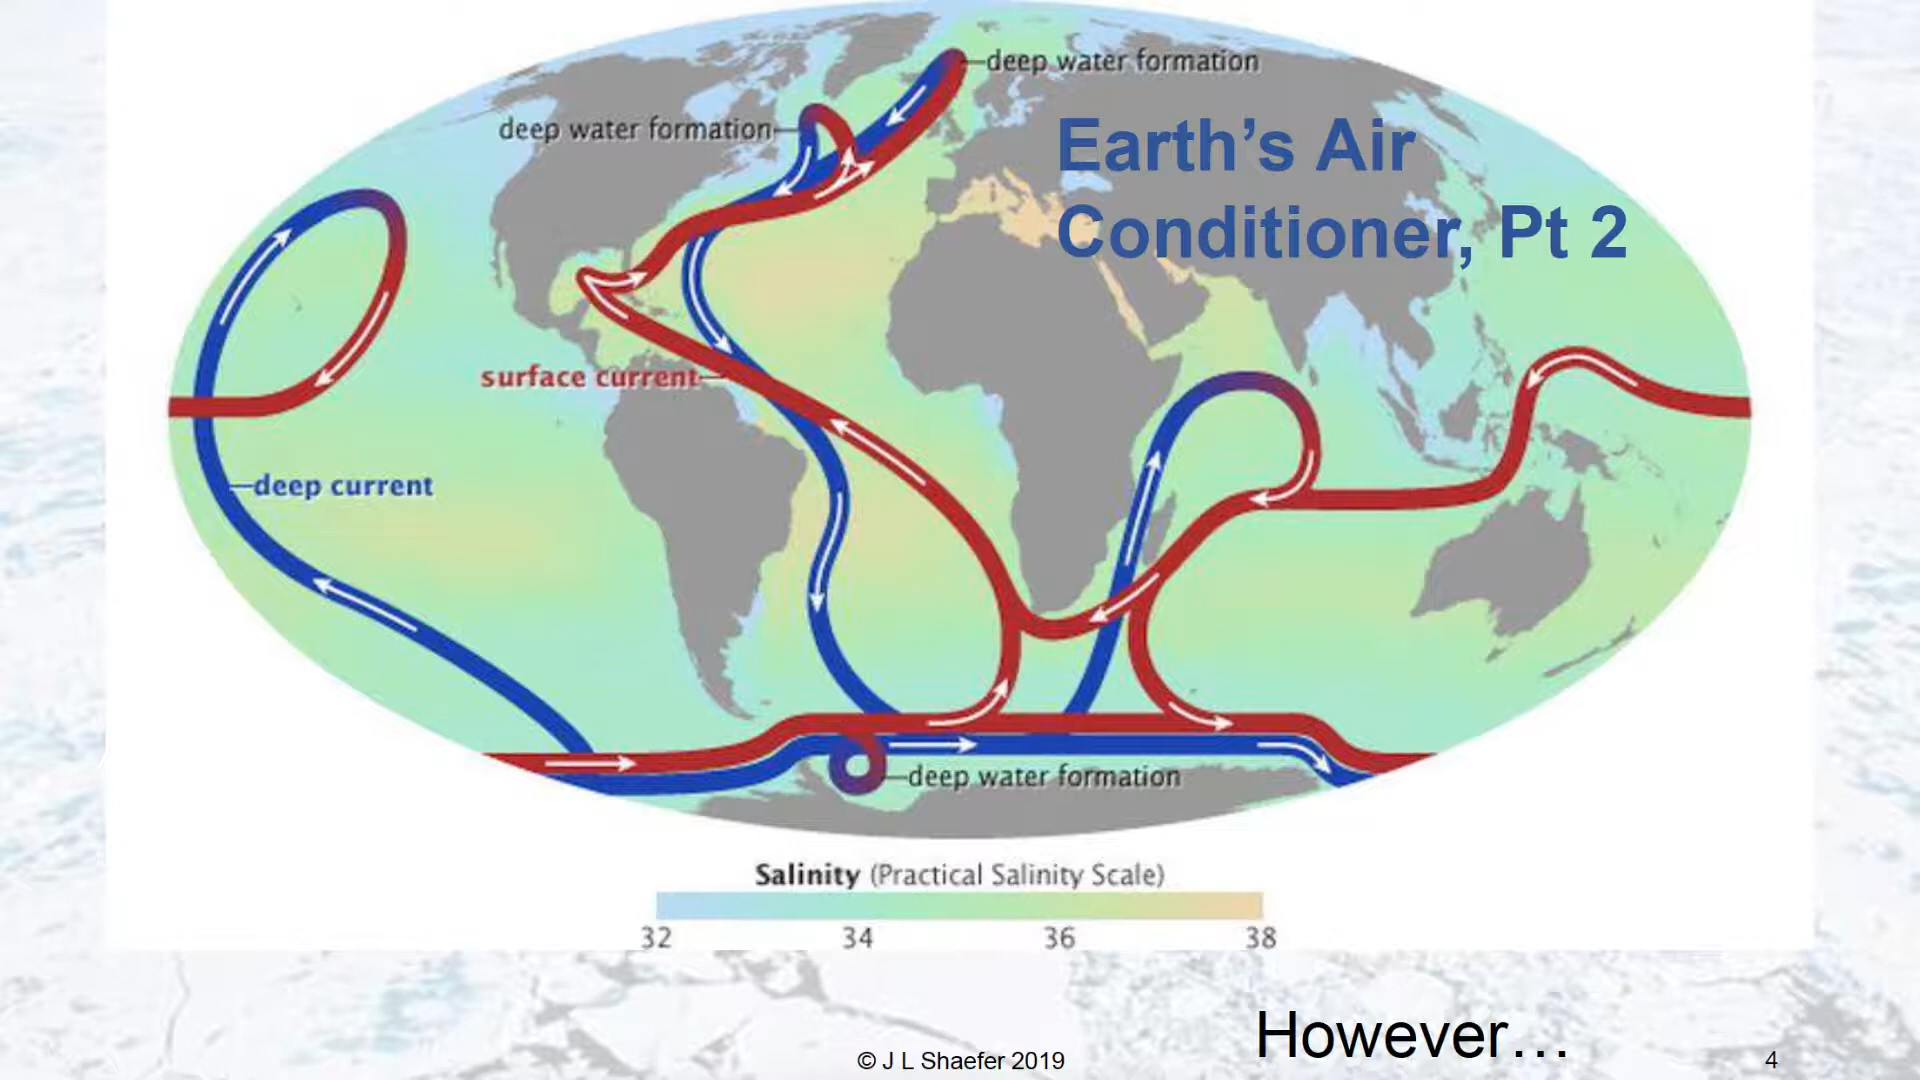 deep water formation
deep water formation
Earth’s Air
Conditioner, Pt 2
surface current
deep current
deep water formation
Salinity (Practical Salinity Scale)
32 34 36 38
However…
© J L Shaefer 2019
4